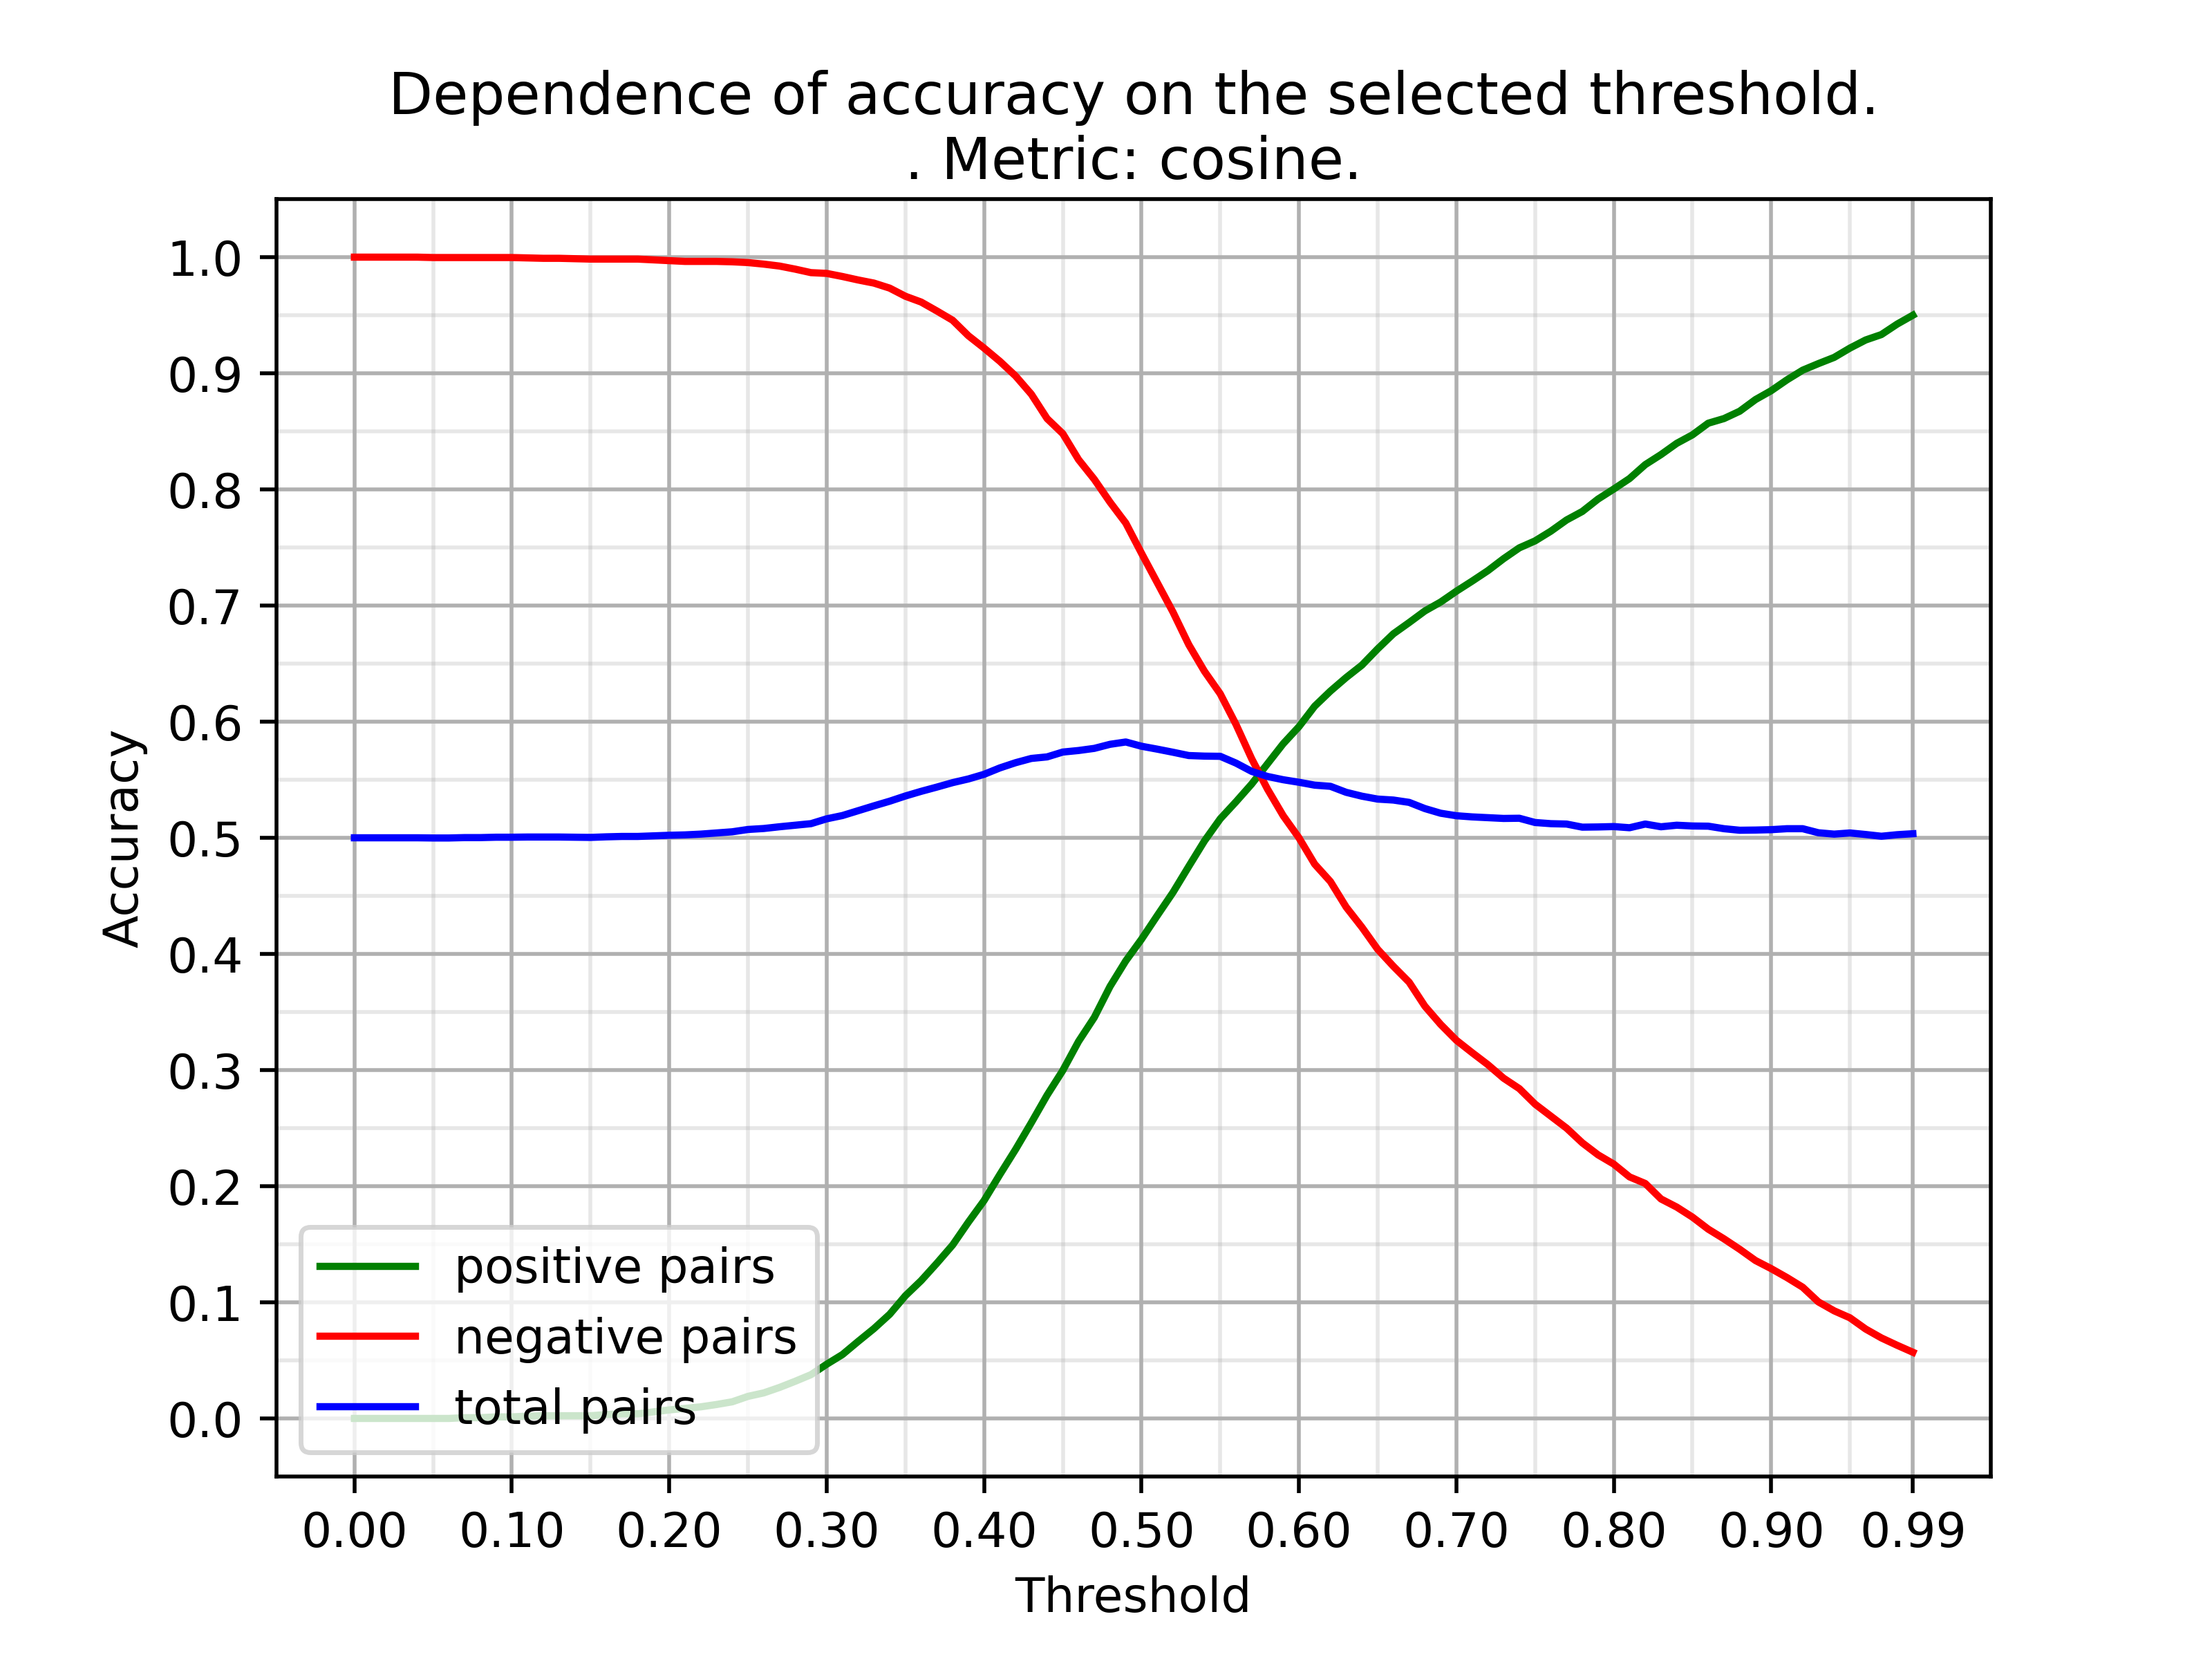 Dependence of accuracy on the selected threshold.
. Metric: cosine.
Accuracy
1.0
0.9
0.8
0.7
0.6
0.5
0.4
0.3
0.2
0.1
0.0
positive pairs
negative pairs
total pairs
0.00 0.10 0.20 0.30 0.40 0.50 0.60 0.70 0.80 0.90 0.99
Threshold